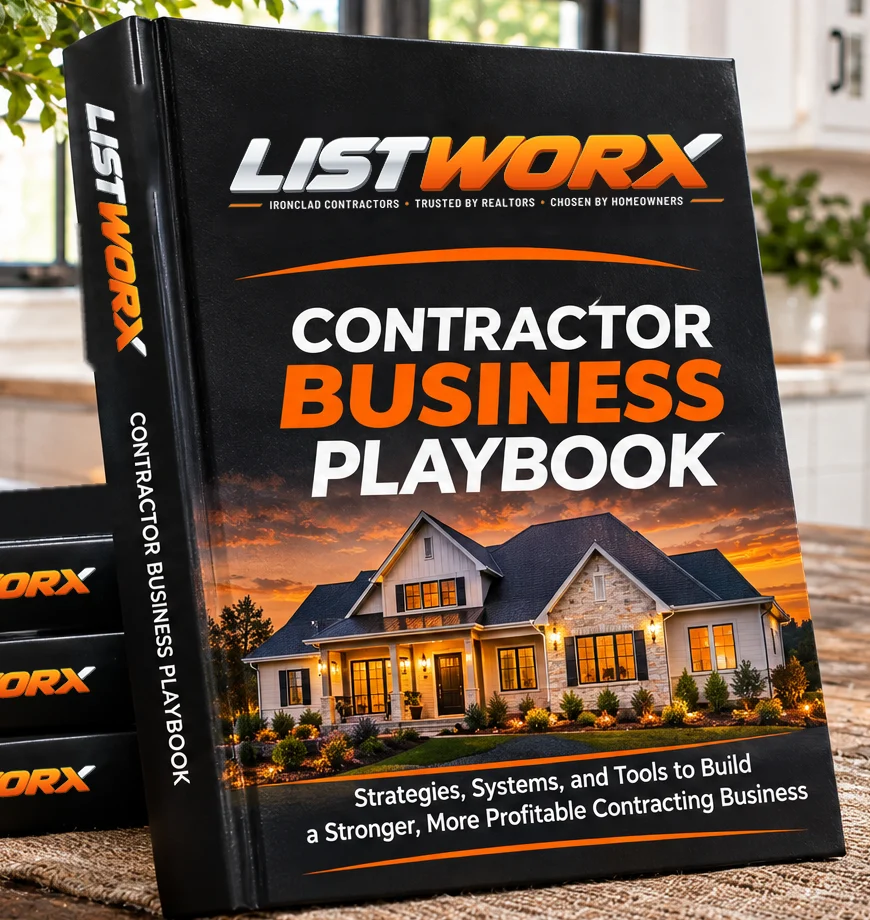 LISTWORX
IRONCLAD CONTRACTORS • TRUSTED BY REALTORS • CHOSEN BY HOMEOWNERS
CONTRACTOR
BUSINESS
PLAYBOOK
Strategies, Systems, and Tools to Build
a Stronger, More Profitable Contracting Business
LISTWORX
CONTRACTOR BUSINESS PLAYBOOK
ORX
ORX
ORX